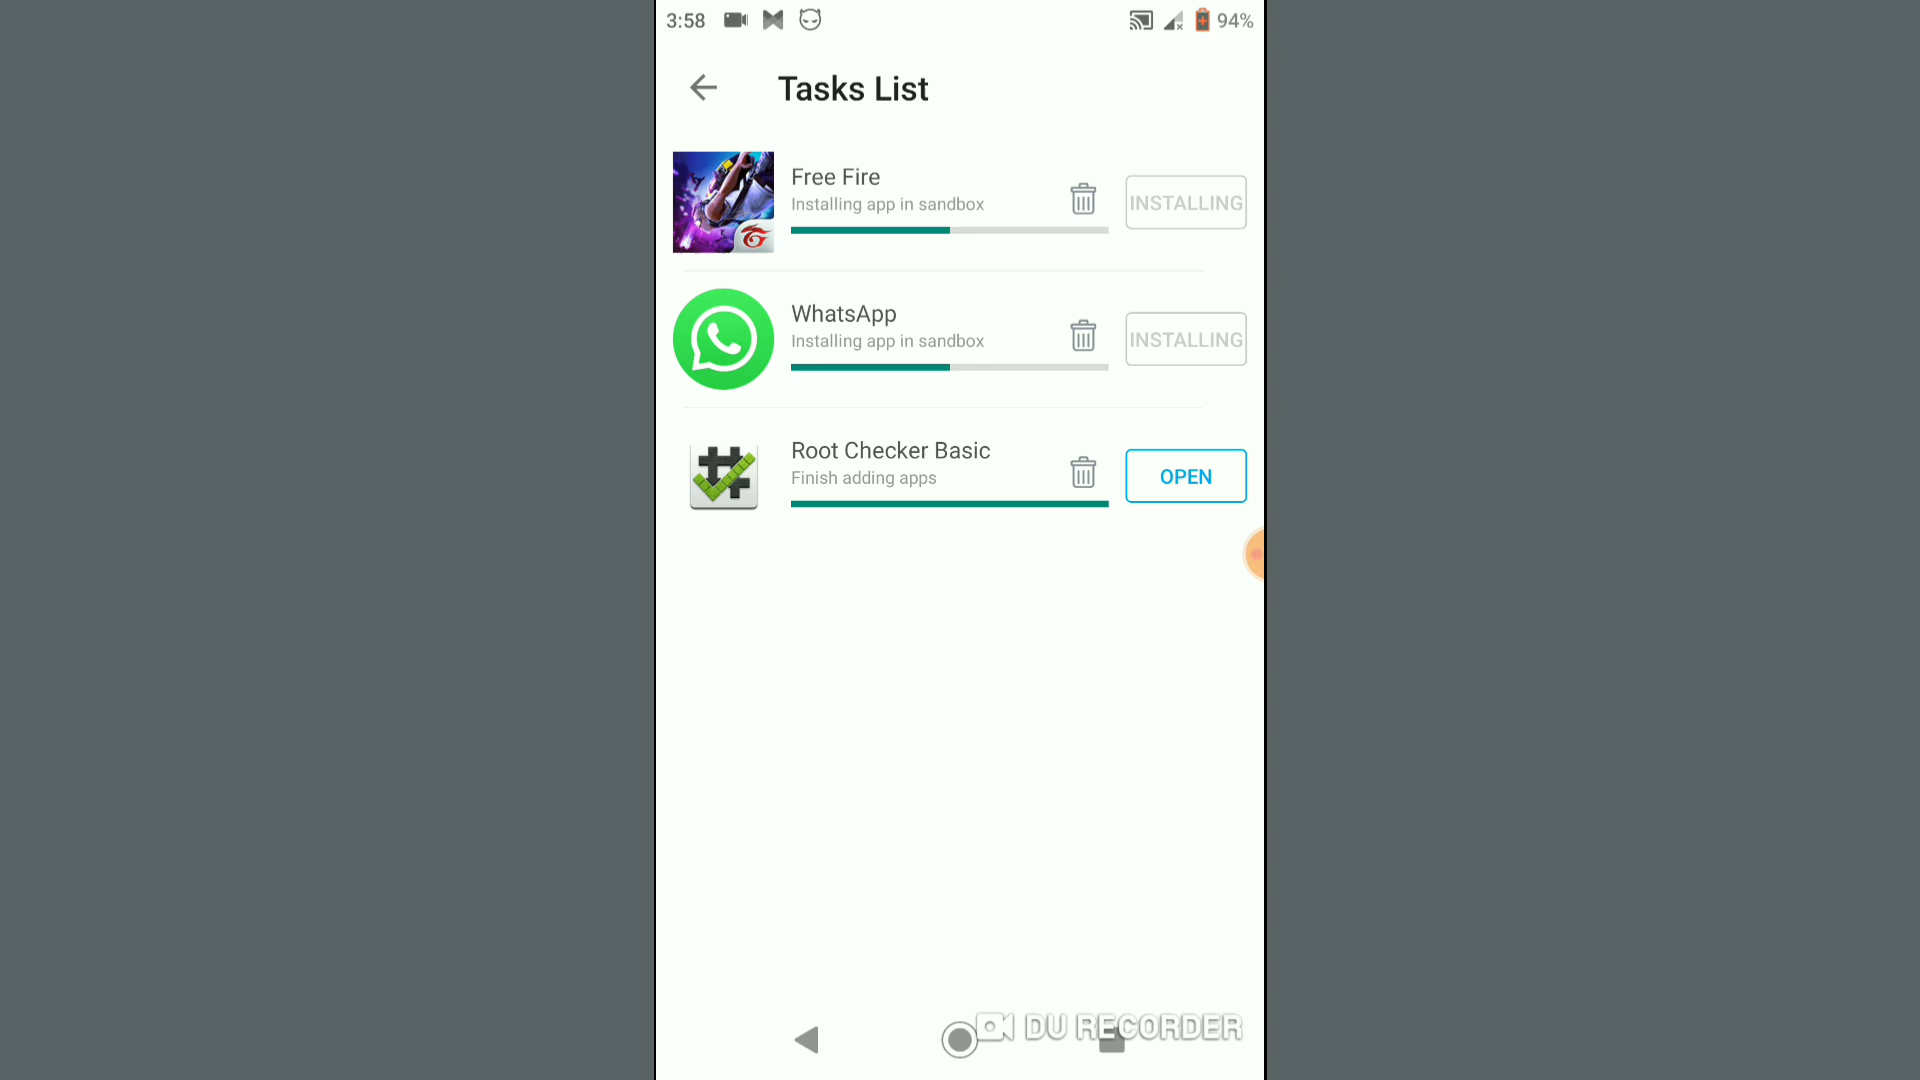 3:58
94%
Tasks List
Free Fire
Installing app in sandbox
INSTALLING
WhatsApp
Installing app in sandbox
INSTALLING
Root Checker Basic
Finish adding apps
OPEN
DU RECORDER